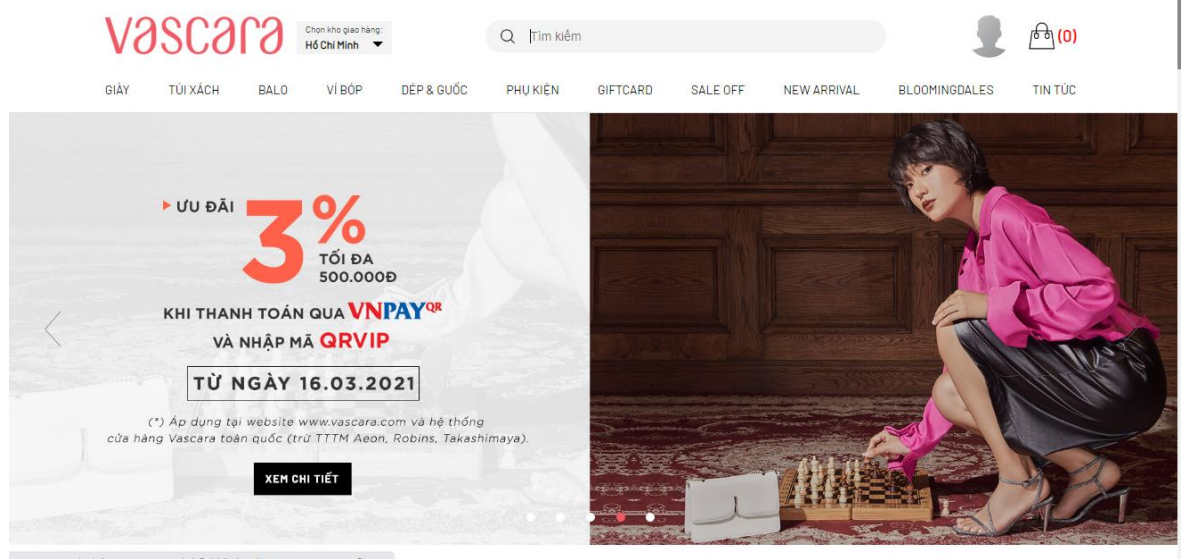 vascara
Chọn kho giao hàng:
Hồ Chí Minh
Tìm kiếm
(0)
GIÀY TÚI XÁCH BALO VÍ BÓP DÉP & GUỐC PHỤ KIỆN GIFTCARD SALE OFF NEW ARRIVAL BLOOMINGDALES TIN TỨC
ƯU ĐÃI 3%
TỐI ĐA
500.000Đ
KHI THANH TOÁN QUA VNPAYQR
VÀ NHẬP MÃ QRVIP
TỪ NGÀY 16.03.2021
(*) Áp dụng tại website www.vascara.com và hệ thống
cửa hàng Vascara toàn quốc (trừ TTTM Aeon, Robins, Takashimaya).
XEM CHI TIẾT